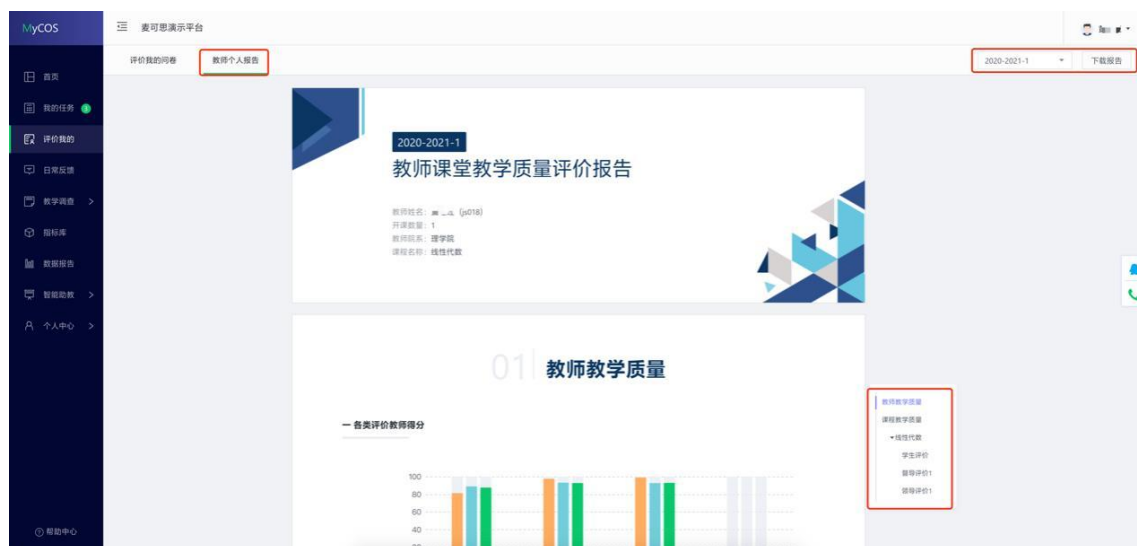 MyCOS
麦可思演示平台
评价我的问卷
教师个人报告
2020-2021-1
下载报告
首页
我的任务
评价我的
日常反馈
教学调查
指标库
数据报告
智能助教
个人中心
帮助中心
2020-2021-1
教师课堂教学质量评价报告
教师姓名: (js018)
开课数量: 1
教师院系: 理学院
课程名称: 线性代数
01 教师教学质量
一 各类评价教师得分
100
80
60
40
教师教学质量
课程教学质量
线性代数
学生评价
督导评价1
领导评价1